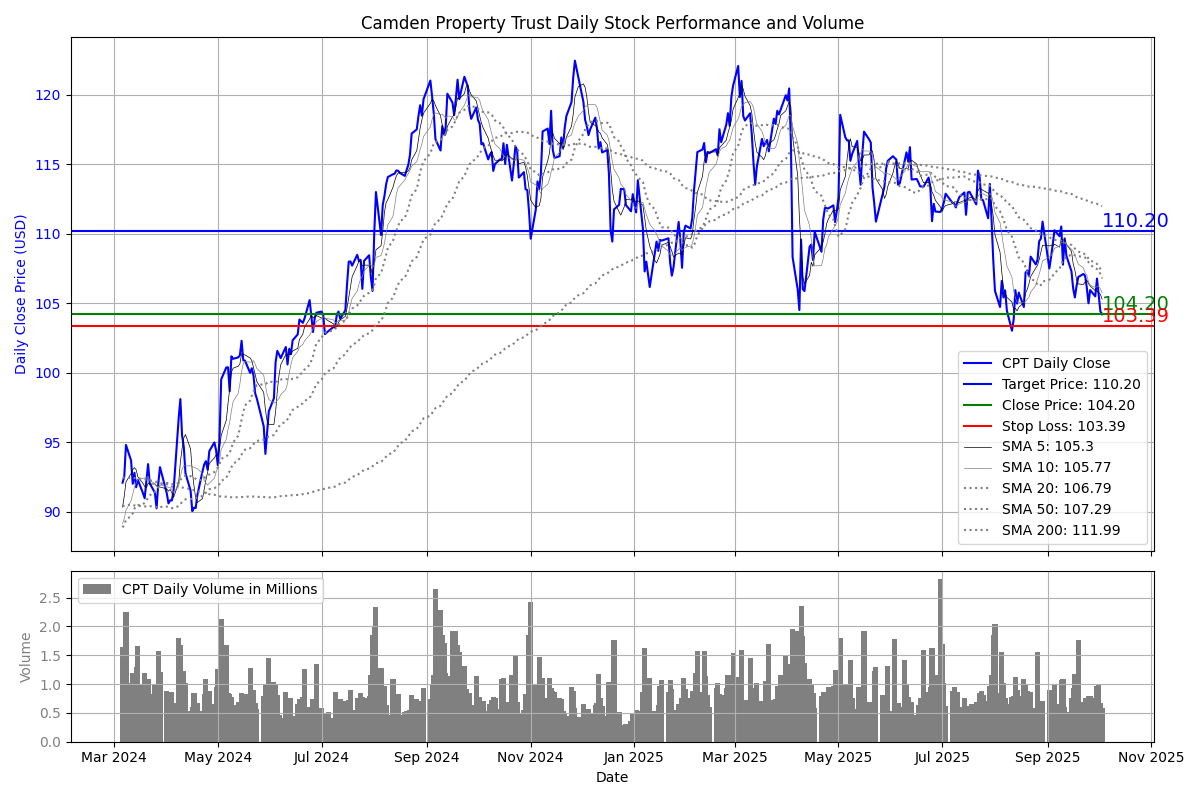 Camden Property Trust Daily Stock Performance and Volume
Daily Close Price (USD)
120
115
110
105
100
95
90
110.20
104.20
103.39
CPT Daily Close
Target Price: 110.20
Close Price: 104.20
Stop Loss: 103.39
SMA 5: 105.3
SMA 10: 105.77
SMA 20: 106.79
SMA 50: 107.29
SMA 200: 111.99
CPT Daily Volume in Millions
Volume
2.5
2.0
1.5
1.0
0.5
0.0
Mar 2024 May 2024 Jul 2024 Sep 2024 Nov 2024 Jan 2025 Mar 2025 May 2025 Jul 2025 Sep 2025 Nov 2025
Date